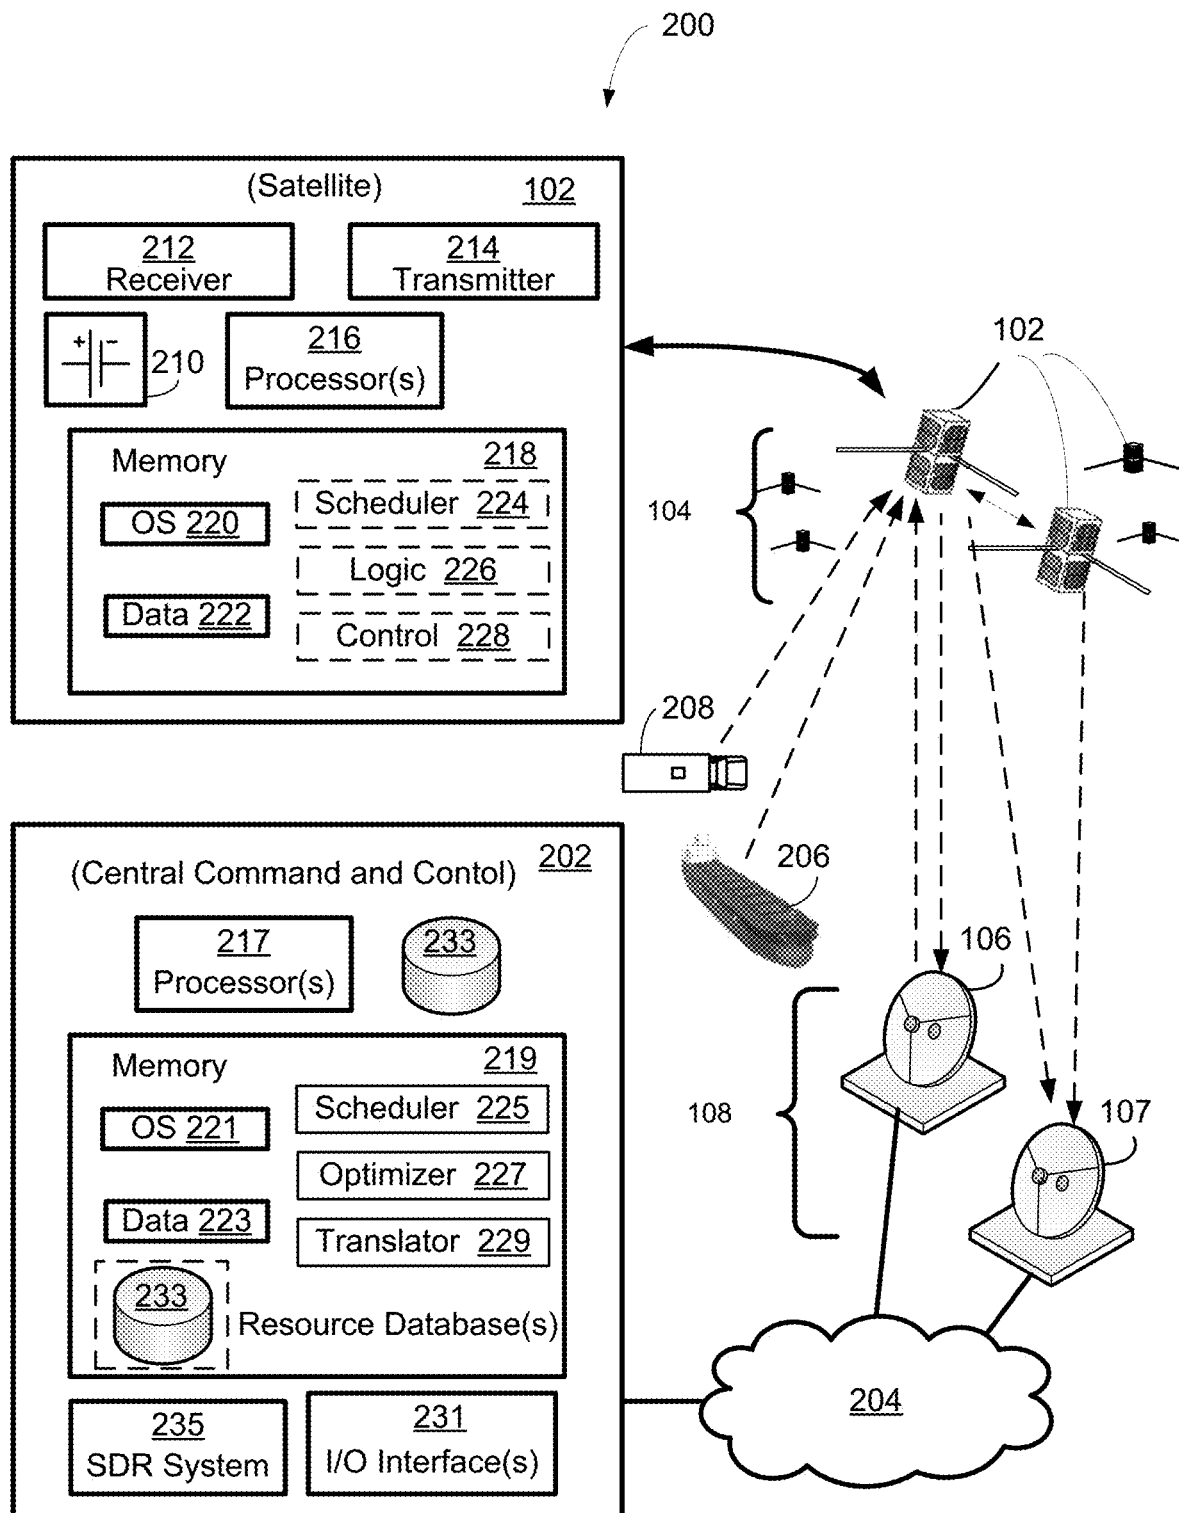 200
(Satellite) 102
212
Receiver
214
Transmitter
+ -
210
216
Processor(s)
Memory 218
OS 220
Data 222
Scheduler 224
Logic 226
Control 228
102
104
208
206
(Central Command and Contol) 202
217
Processor(s)
233
Memory 219
OS 221
Data 223
Scheduler 225
Optimizer 227
Translator 229
233
Resource Database(s)
235
SDR System
231
I/O Interface(s)
106
108
107
204